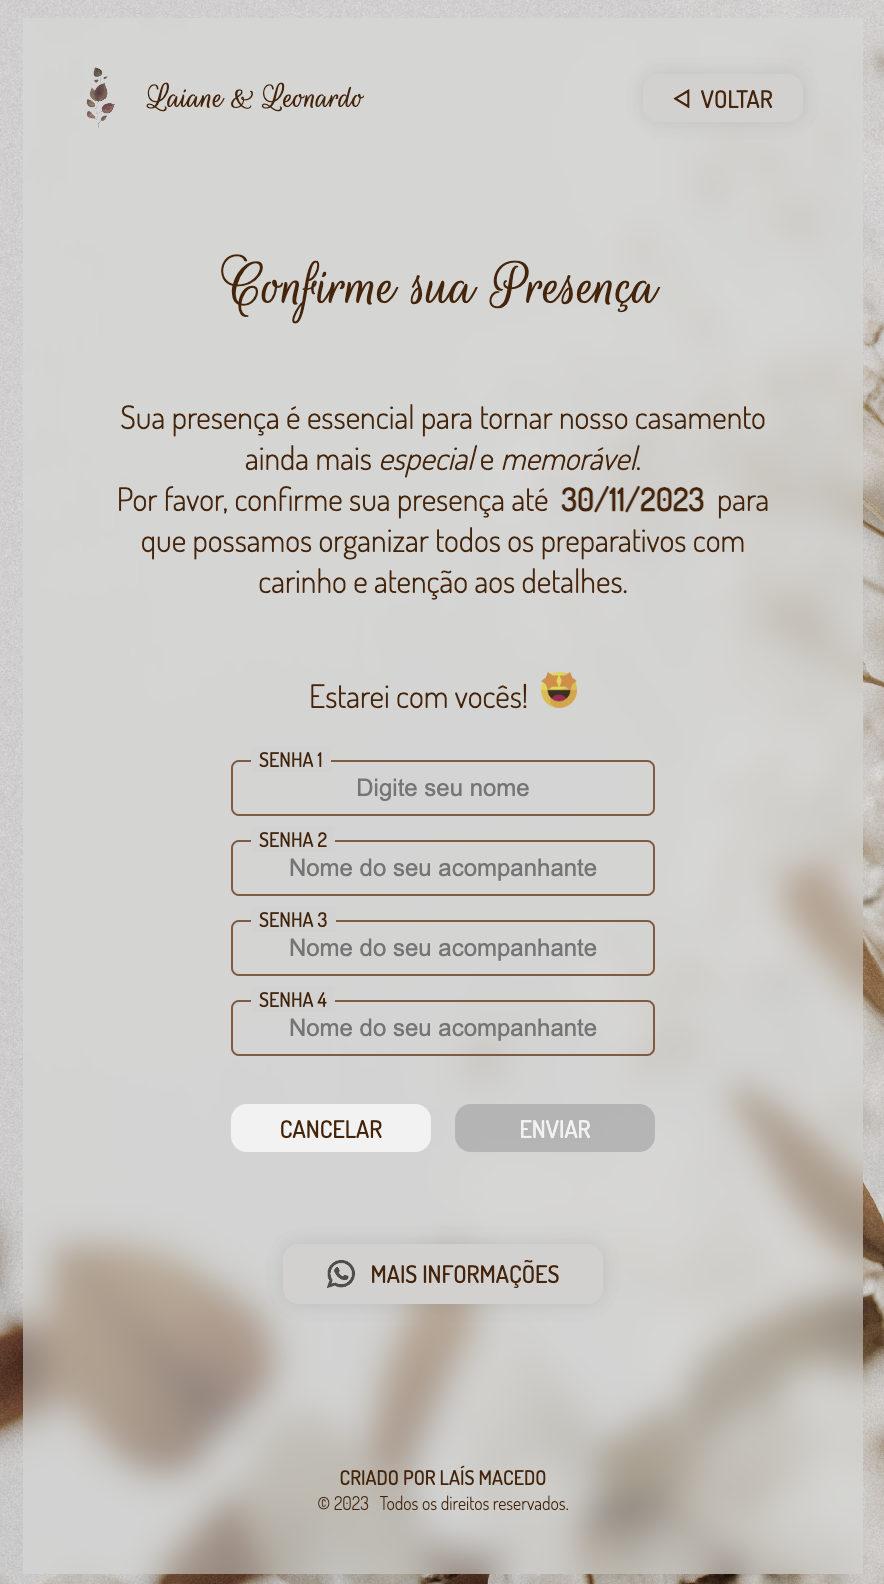 Laiane & Leonardo
VOLTAR
Confirme sua Presença
Sua presença é essencial para tornar nosso casamento
ainda mais especial e memorável.
Por favor, confirme sua presença até 30/11/2023 para
que possamos organizar todos os preparativos com
carinho e atenção aos detalhes.
Estarei com vocês! 🤩
SENHA 1
Digite seu nome
SENHA 2
Nome do seu acompanhante
SENHA 3
Nome do seu acompanhante
SENHA 4
Nome do seu acompanhante
CANCELAR
ENVIAR
MAIS INFORMAÇÕES
CRIADO POR LAÍS MACEDO
© 2023 Todos os direitos reservados.